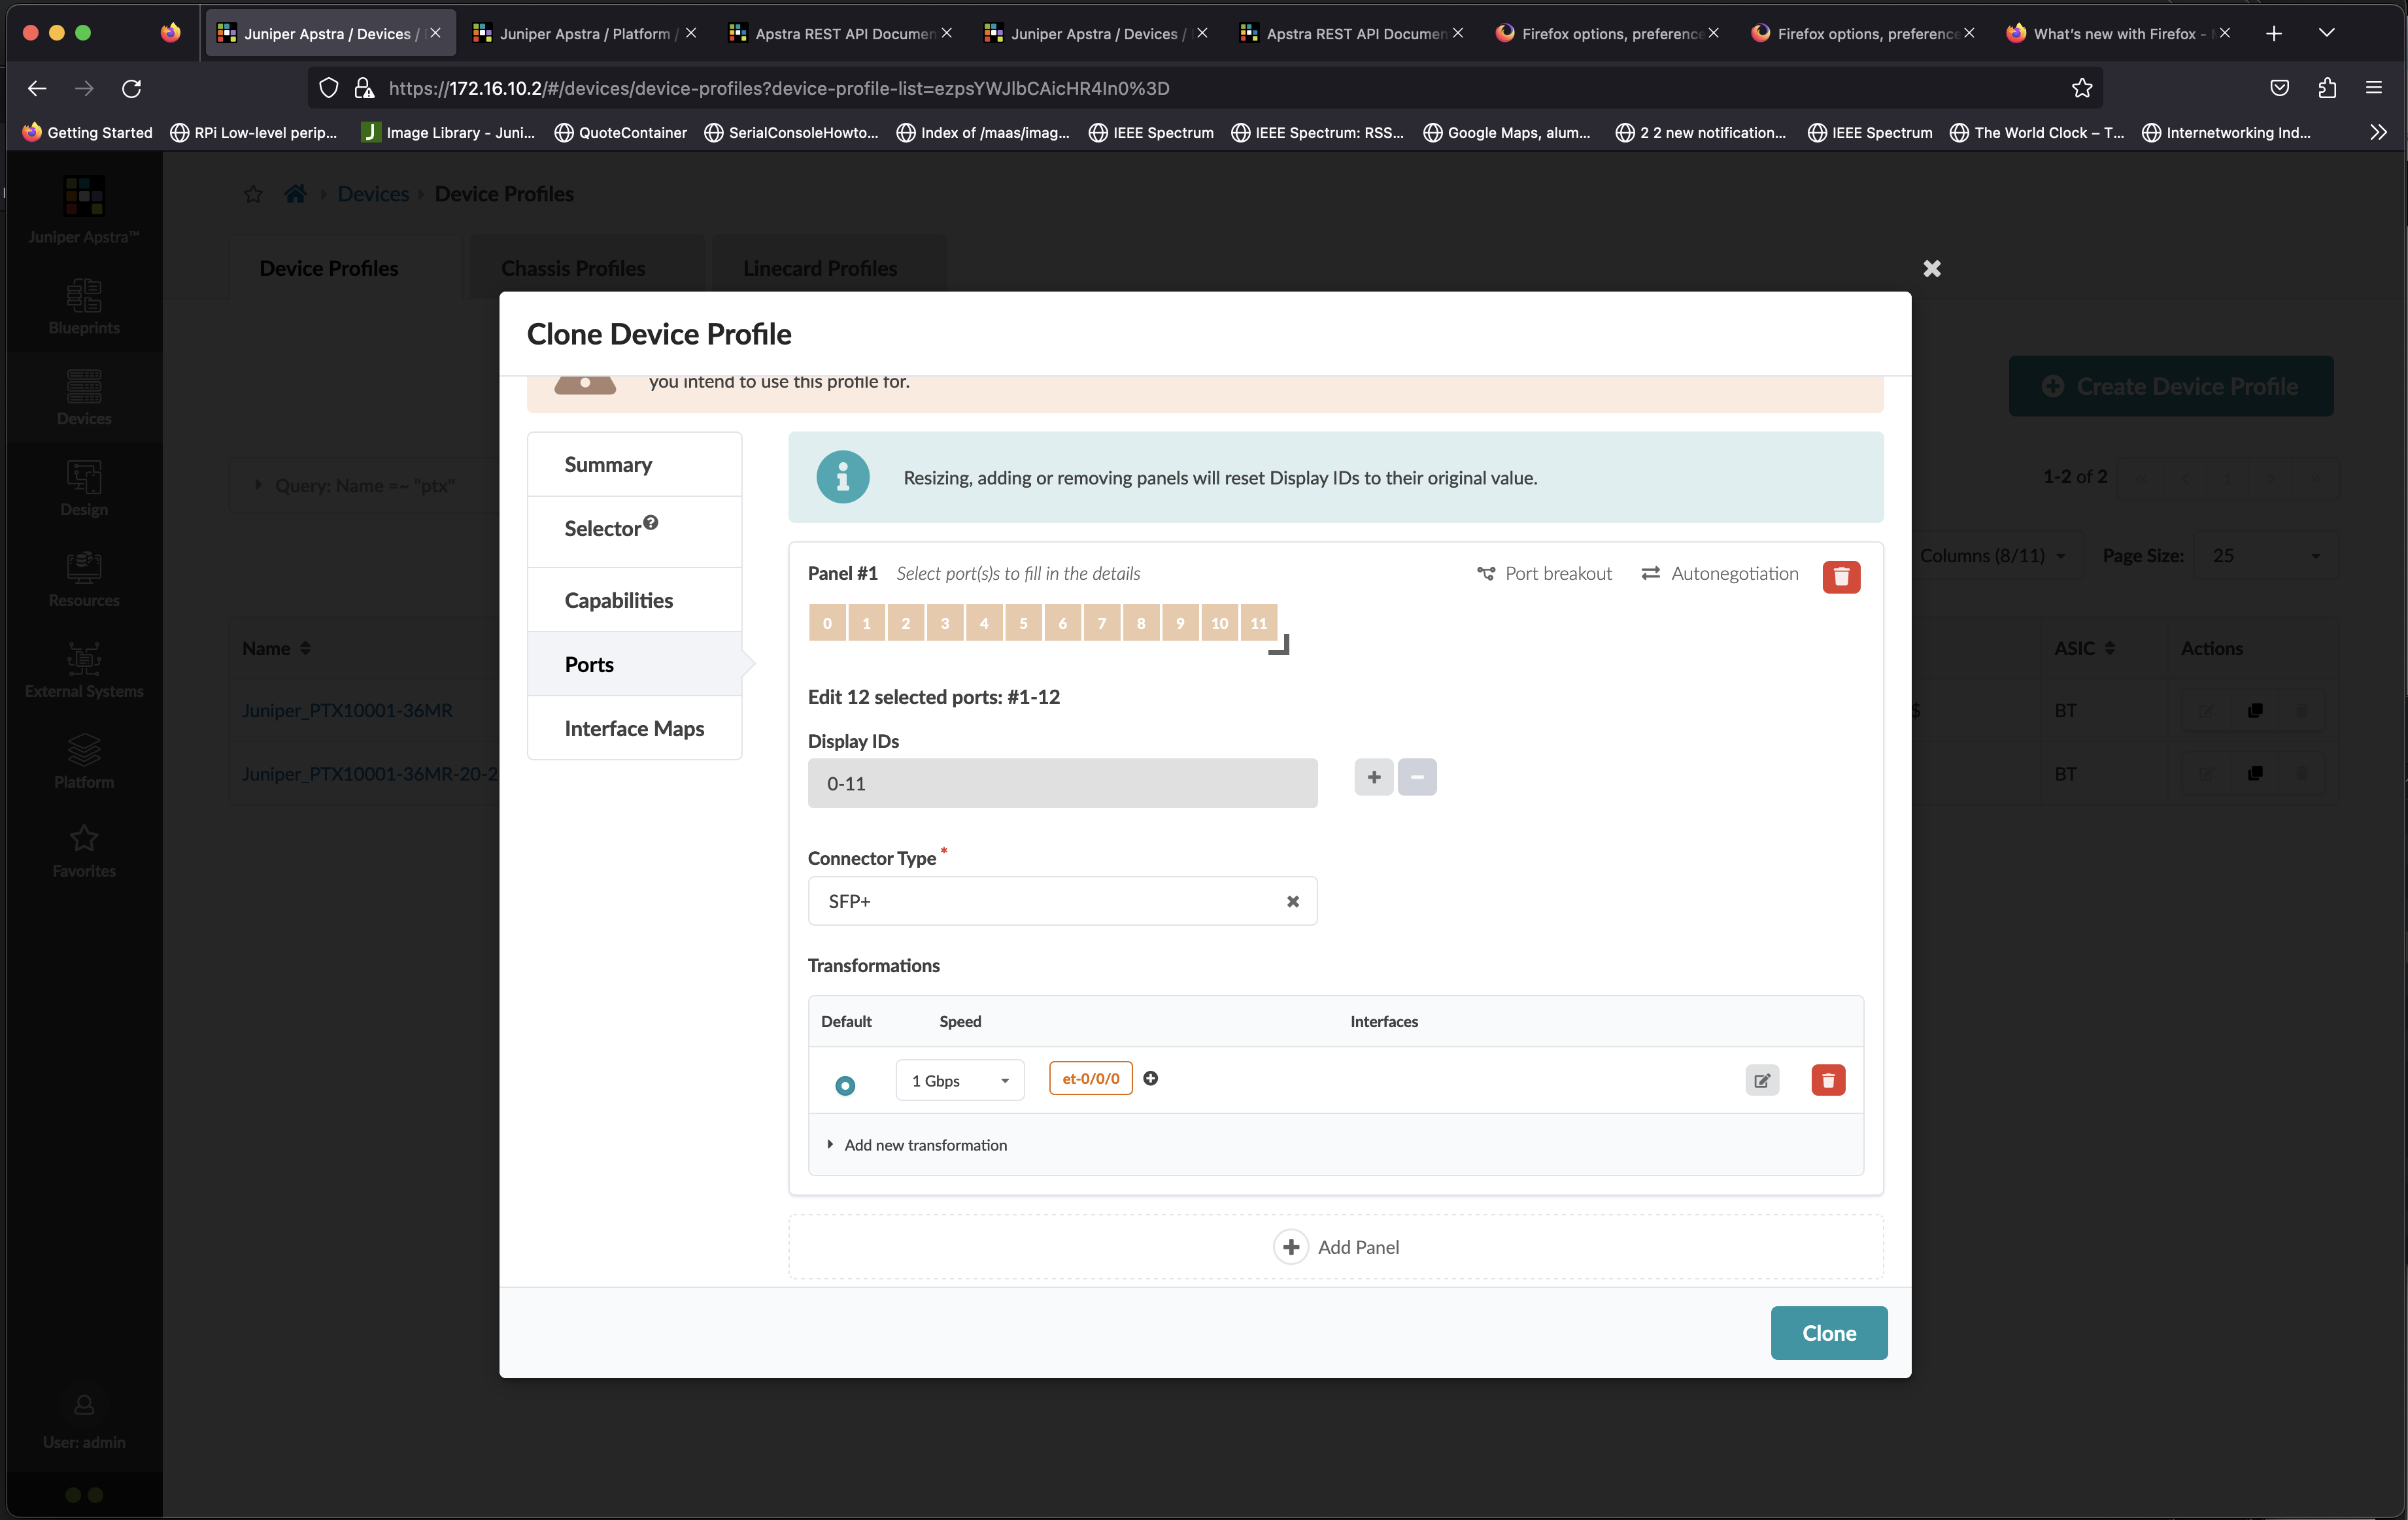 Juniper Apstra / Devices /
Juniper Apstra / Platform /
Apstra REST API Documen
Juniper Apstra / Devices /
Apstra REST API Documen
Firefox options, preference
Firefox options, preference
What's new with Firefox -
https://172.16.10.2/#/devices/device-profiles?device-profile-list=ezpsYWJlbCAicHR4In0%3D
Getting Started
RPi Low-level perip...
Image Library - Juni...
QuoteContainer
SerialConsoleHowto...
Index of /maas/imag...
IEEE Spectrum
IEEE Spectrum: RSS...
Google Maps, alum...
2 2 new notification...
IEEE Spectrum
The World Clock – T...
Internetworking Ind...
Juniper Apstra™
Blueprints
Devices
Design
Resources
External Systems
Platform
Favorites
User: admin
Devices
Device Profiles
Device Profiles
Chassis Profiles
Linecard Profiles
Create Device Profile
Query: Name =~ "ptx"
1-2 of 2
1
Columns (8/11)
Page Size:
25
Name
ASIC
Actions
Juniper_PTX10001-36MR
$
BT
Juniper_PTX10001-36MR-20-2
BT
Clone Device Profile
you intend to use this profile for.
Summary
Selector
Capabilities
Ports
Interface Maps
Resizing, adding or removing panels will reset Display IDs to their original value.
Panel #1
Select port(s)s to fill in the details
Port breakout
Autonegotiation
0 1 2 3 4 5 6 7 8 9 10 11
Edit 12 selected ports: #1-12
Display IDs
0-11
Connector Type *
SFP+
Transformations
Default
Speed
Interfaces
1 Gbps
et-0/0/0
Add new transformation
Add Panel
Clone